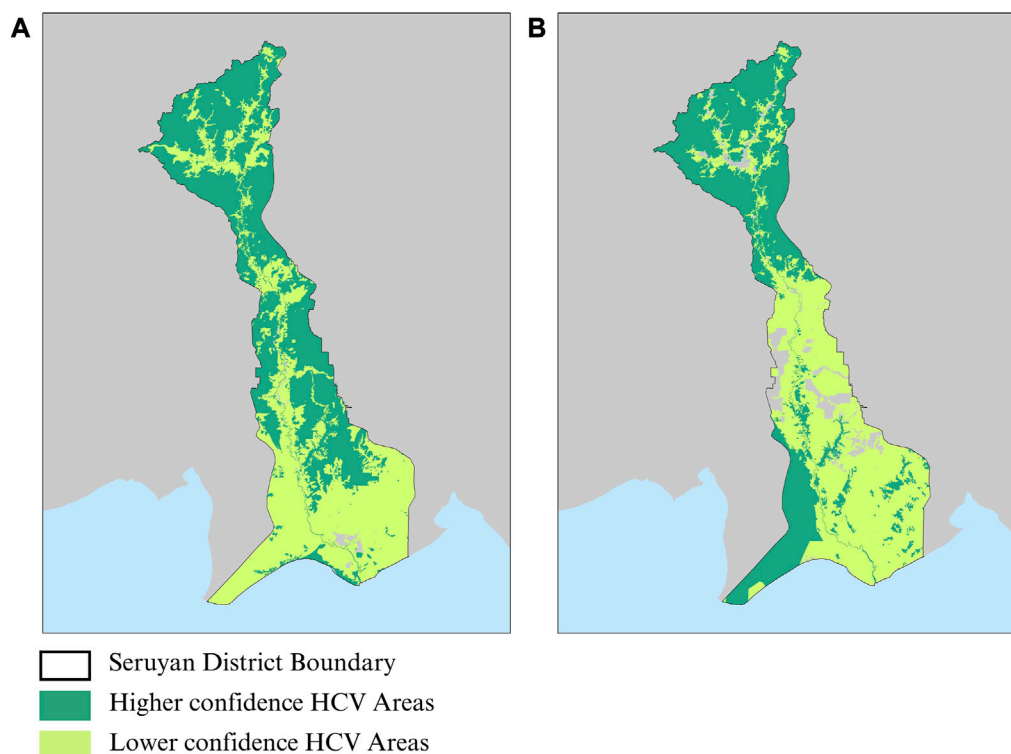 A
B
Seruyan District Boundary
Higher confidence HCV Areas
Lower confidence HCV Areas